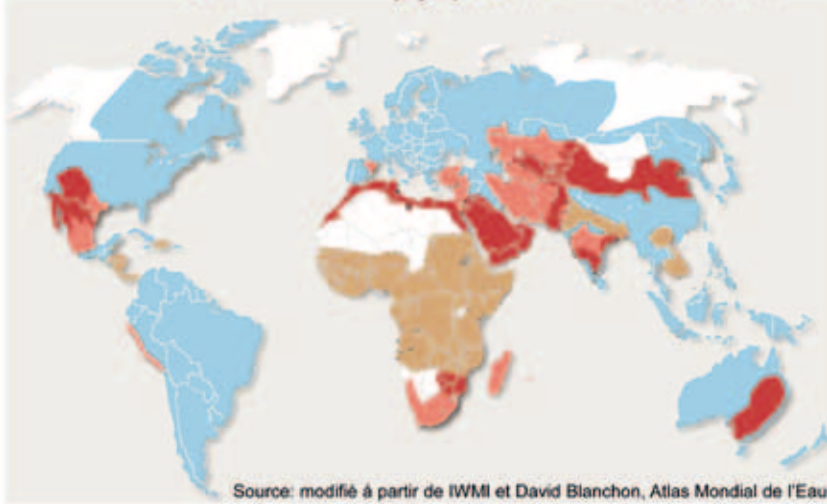 Source: modifié à partir de IWMI et David Blanchon, Atlas Mondial de l'Eau